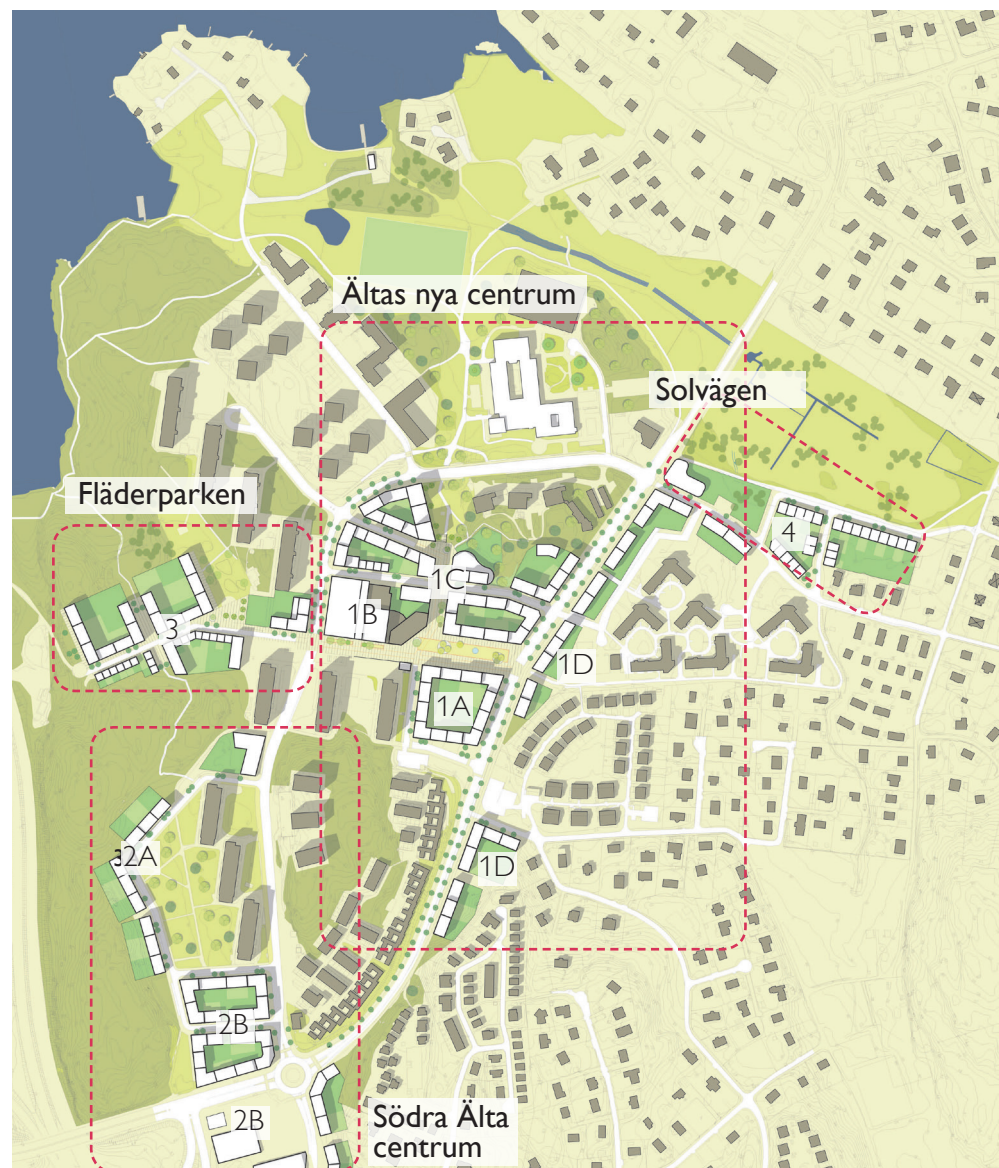 Ältas nya centrum
Solvägen
Fläderparken
4
1C
1B
3
1D
1A
2A
1D
2B
2B
Södra Älta
centrum